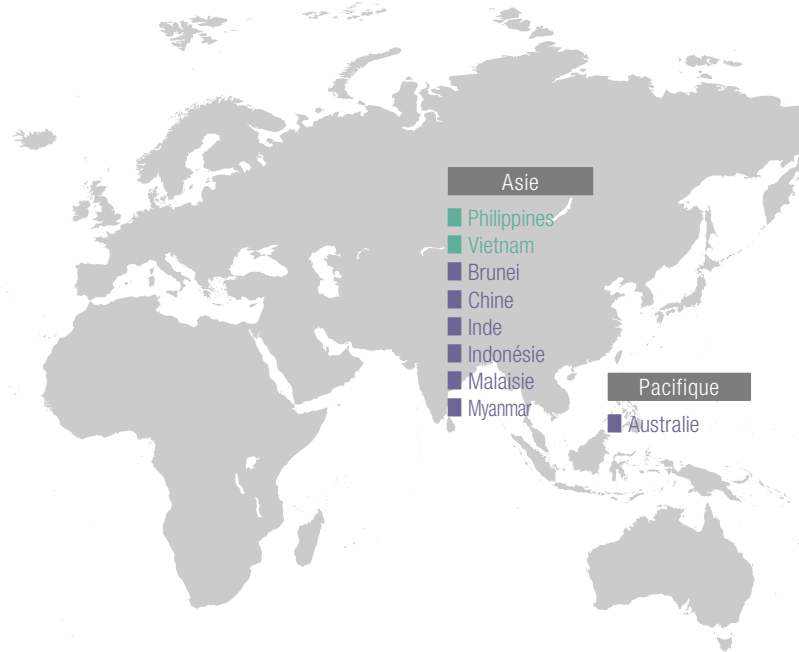 Asie
Philippines
Vietnam
Brunei
Chine
Inde
Indonésie
Malaisie
Myanmar
Pacifique
Australie